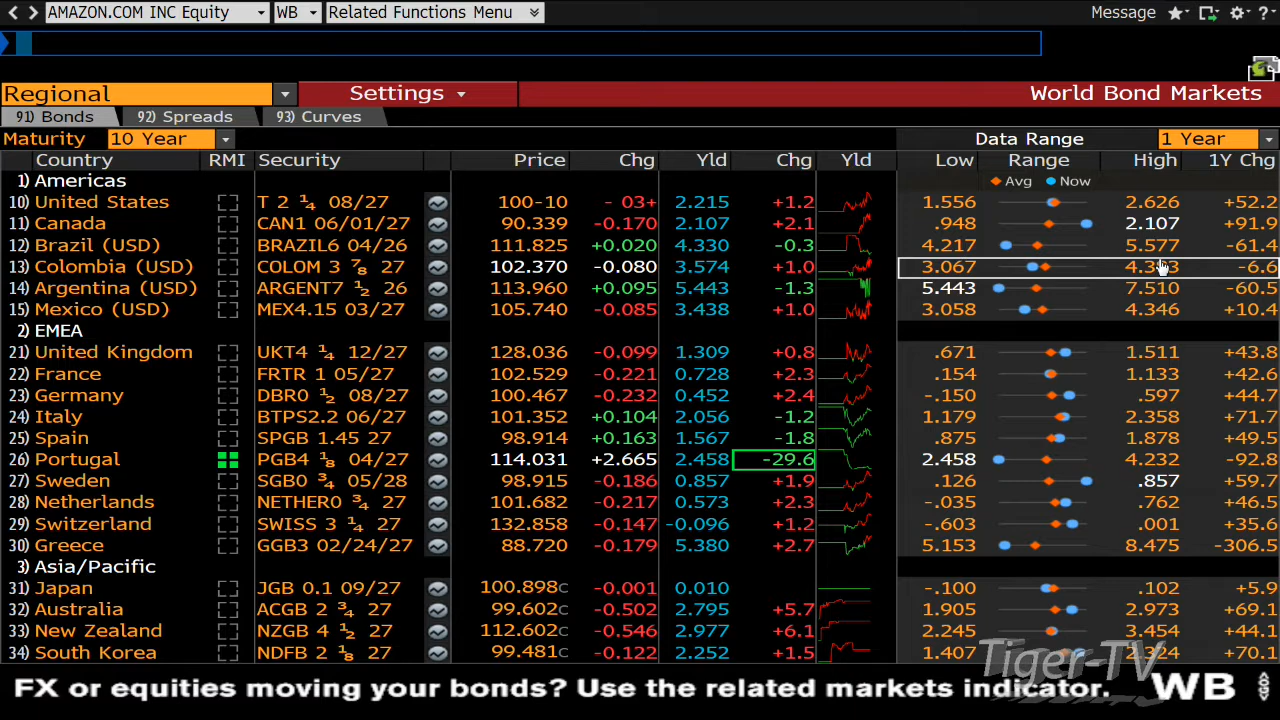 AMAZON.COM INC Equity WB Related Functions Menu Message ?
Regional Settings World Bond Markets
91) Bonds 92) Spreads 93) Curves
Maturity 10 Year Data Range 1 Year
Country RMI Security Price Chg Yld Chg Yld Low Range High 1Y Chg
1) Americas Avg Now
10) United States T 2 ¼ 08/27 100-10 - 03+ 2.215 +1.2 1.556 2.626 +52.2
11) Canada CAN1 06/01/27 90.339 -0.170 2.107 +2.1 .948 2.107 +91.9
12) Brazil (USD) BRAZIL6 04/26 111.825 +0.020 4.330 -0.3 4.217 5.577 -61.4
13) Colombia (USD) COLOM 3 ⅞ 27 102.370 -0.080 3.574 +1.0 3.067 -6.6
14) Argentina (USD) ARGENT7 ½ 26 113.960 +0.095 5.443 -1.3 5.443 7.510 -60.5
15) Mexico (USD) MEX4.15 03/27 105.740 -0.085 3.438 +1.0 3.058 4.346 +10.4
2) EMEA
21) United Kingdom UKT4 ¼ 12/27 128.036 -0.099 1.309 +0.8 .671 1.511 +43.8
22) France FRTR 1 05/27 102.529 -0.221 0.728 +2.3 .154 1.133 +42.6
23) Germany DBR0 ½ 08/27 100.467 -0.232 0.452 +2.4 -.150 .597 +44.7
24) Italy BTPS2.2 06/27 101.352 +0.104 2.056 -1.2 1.179 2.358 +71.7
25) Spain SPGB 1.45 27 98.914 +0.163 1.567 -1.8 .875 1.878 +49.5
26) Portugal PGB4 ⅛ 04/27 114.031 +2.665 2.458 -29.6 2.458 4.232 -92.8
27) Sweden SGB0 ¾ 05/28 98.915 -0.186 0.857 +1.9 .126 .857 +59.7
28) Netherlands NETHER0 ¾ 27 101.682 -0.217 0.573 +2.3 -.035 .762 +46.5
29) Switzerland SWISS 3 ½ 27 132.858 -0.147 -0.096 +1.2 -.603 .001 +35.6
30) Greece GGB3 02/24/27 88.720 -0.179 5.380 +2.7 5.153 8.475 -306.5
3) Asia/Pacific
31) Japan JGB 0.1 09/27 100.898C -0.001 0.010 -.100 .102 +5.9
32) Australia ACGB 2 ¾ 27 99.602C -0.502 2.795 +5.7 1.905 2.973 +69.1
33) New Zealand NZGB 4 ½ 27 112.602C -0.546 2.977 +6.1 2.245 3.454 +44.1
34) South Korea NDFB 2 ⅛ 27 99.481C -0.122 2.252 +1.5 1.407 2.324 +70.1
Tiger-TV
FX or equities moving your bonds? Use the related markets indicator. WB